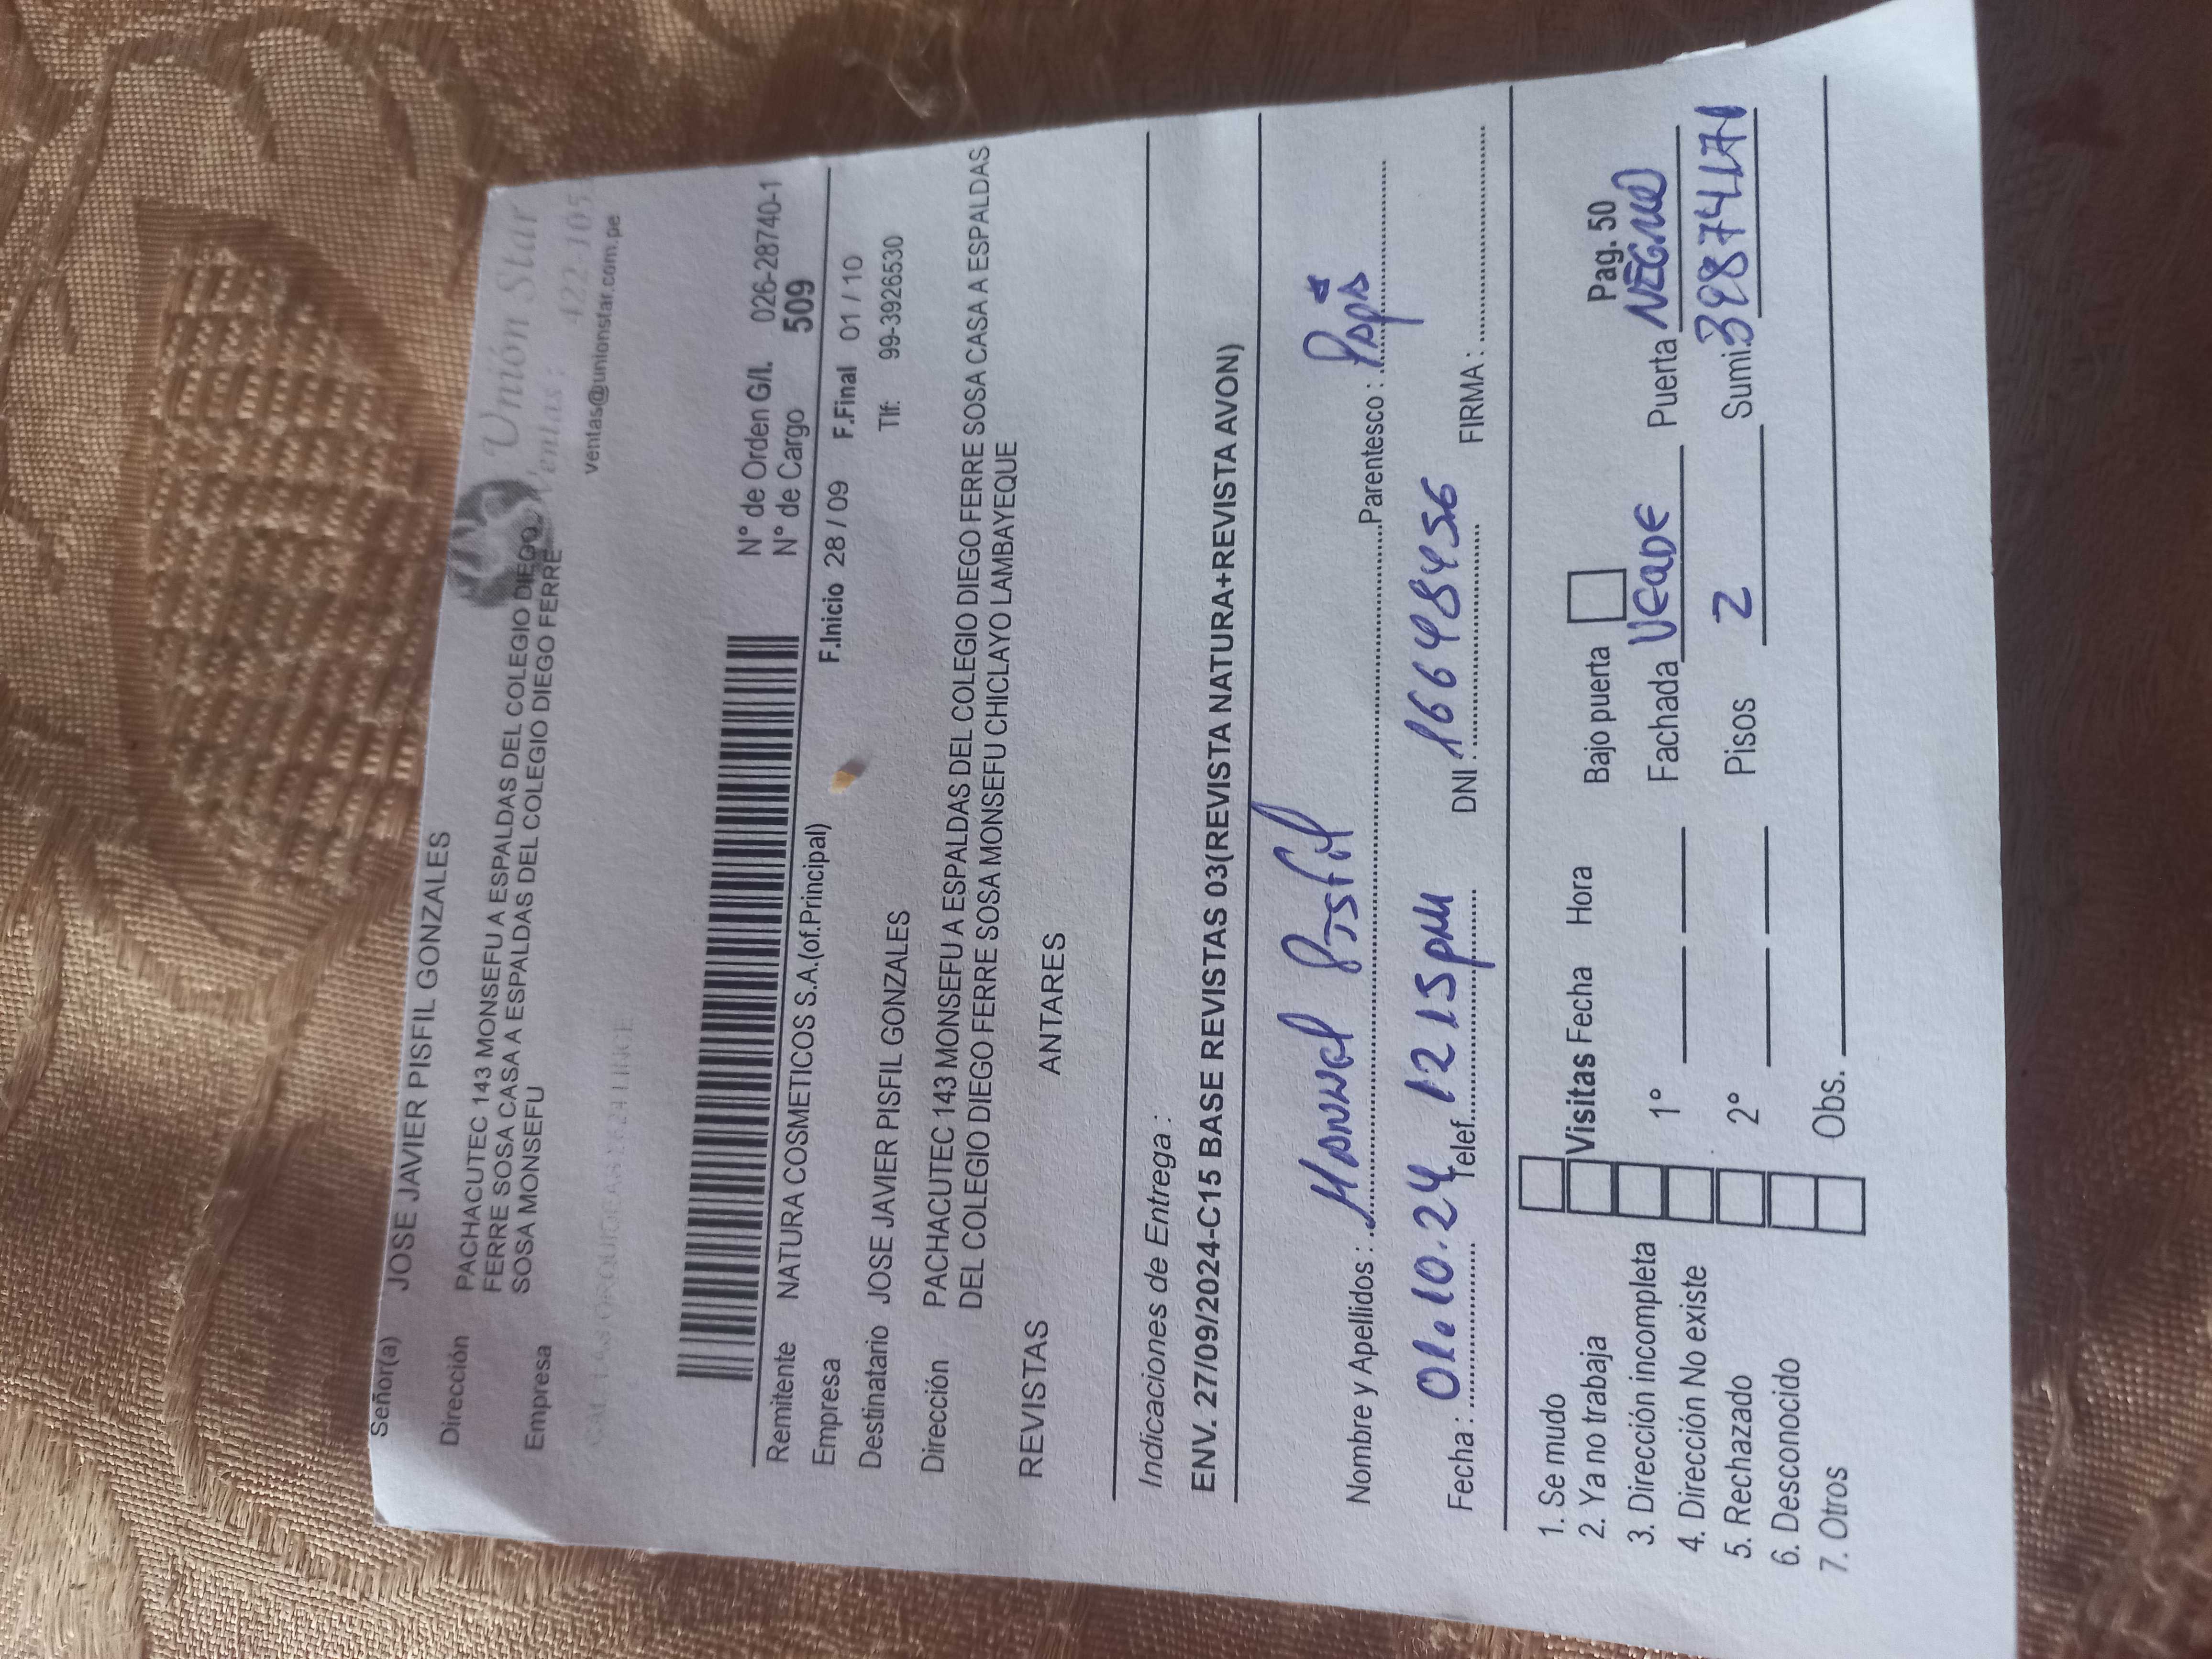 Señor(a) JOSE JAVIER PISFIL GONZALES
Unión Star
Ventas: 422-105
ventas@unionstar.com.pe
Dirección PACHACUTEC 143 MONSEFU A ESPALDAS DEL COLEGIO DIEGO
FERRE SOSA CASA A ESPALDAS DEL COLEGIO DIEGO FERRE
Empresa SOSA MONSEFU
N° de Orden G/I. 026-28740-1
N° de Cargo 509
Remitente NATURA COSMETICOS S.A.(of.Principal) F.Inicio 28 / 09 F.Final 01 / 10
Empresa
Tlf: 99-3926530
Destinatario JOSE JAVIER PISFIL GONZALES
Dirección PACHACUTEC 143 MONSEFU A ESPALDAS DEL COLEGIO DIEGO FERRE SOSA CASA A ESPALDAS
DEL COLEGIO DIEGO FERRE SOSA MONSEFU CHICLAYO LAMBAYEQUE
REVISTAS ANTARES
Indicaciones de Entrega :
ENV. 27/09/2024-C15 BASE REVISTAS 03(REVISTA NATURA+REVISTA AVON)
Nombre y Apellidos : Manuel Pisfil Parentesco : Papá
Fecha : 01.10.24 Telef. 12 15 pm DNI : 16648456 FIRMA :
1. Se mudo
2. Ya no trabaja
3. Dirección incompleta
4. Dirección No existe
5. Rechazado
6. Desconocido
7. Otros
Visitas Fecha Hora Bajo puerta Pag. 50
1° Fachada VERDE Puerta NEGRO
2° Pisos 2 Sumi
Obs.